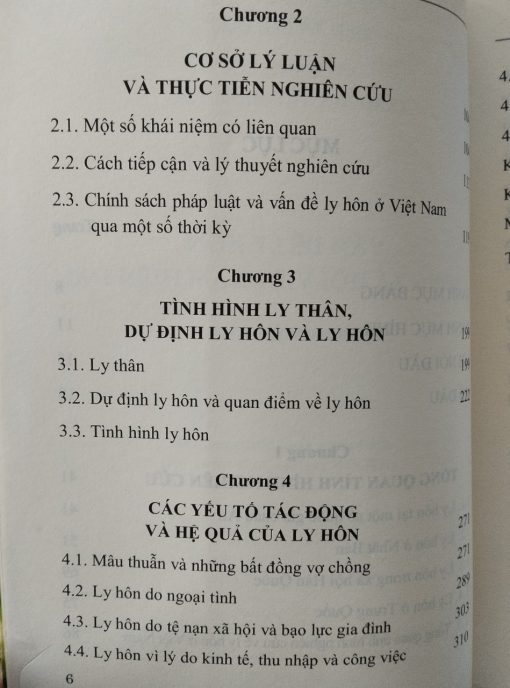 Chương 2
CƠ SỞ LÝ LUẬN
VÀ THỰC TIỄN NGHIÊN CỨU
2.1. Một số khái niệm có liên quan
2.2. Cách tiếp cận và lý thuyết nghiên cứu
2.3. Chính sách pháp luật và vấn đề ly hôn ở Việt Nam
qua một số thời kỳ
Chương 3
TÌNH HÌNH LY THÂN,
DỰ ĐỊNH LY HÔN VÀ LY HÔN 199
3.1. Ly thân 199
3.2. Dự định ly hôn và quan điểm về ly hôn 222
3.3. Tình hình ly hôn
Chương 4
CÁC YẾU TỐ TÁC ĐỘNG
VÀ HỆ QUẢ CỦA LY HÔN 271
4.1. Mâu thuẫn và những bất đồng vợ chồng 271
4.2. Ly hôn do ngoại tình 289
4.3. Ly hôn do tệ nạn xã hội và bạo lực gia đình 303
4.4. Ly hôn vì lý do kinh tế, thu nhập và công việc 310
6